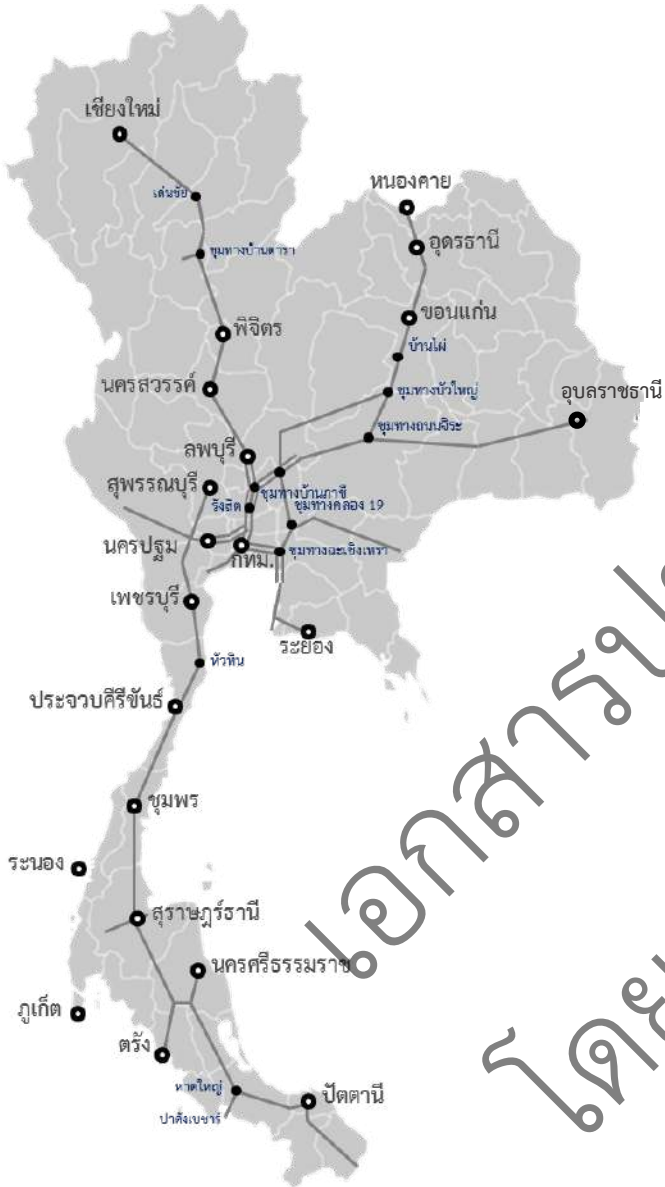 เชียงใหม่
เด่นชัย
หนองคาย
ชุมทางบ้านดารา
อุดรธานี
พิจิตร
ขอนแก่น
บ้านไผ่
นครสวรรค์
ชุมทางบัวใหญ่
อุบลราชธานี
ชุมทางถนนจิระ
ลพบุรี
สุพรรณบุรี
ชุมทางบ้านภาชี
รังสิต
ชุมทางคลอง 19
นครปฐม
กทม.
ชุมทางฉะเชิงเทรา
เพชรบุรี
ระยอง
หัวหิน
ประจวบคีรีขันธ์
ชุมพร
ระนอง
สุราษฎร์ธานี
นครศรีธรรมราช
ภูเก็ต
ตรัง
หาดใหญ่
ปัตตานี
ปาดังเบซาร์
เอกสารป
โดย